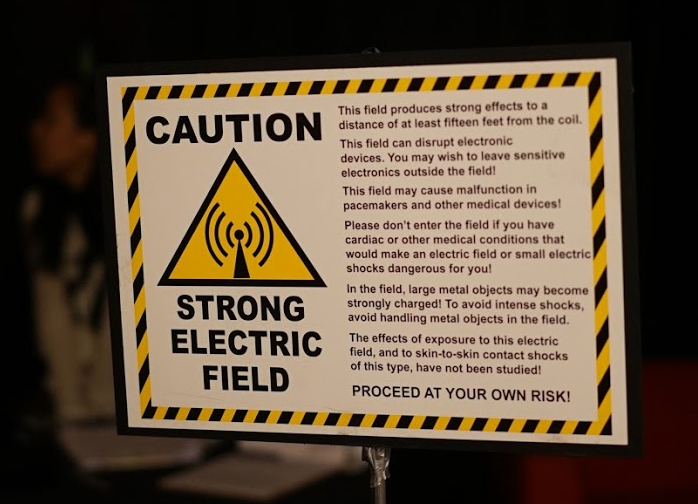 CAUTION
STRONG
ELECTRIC
FIELD
This field produces strong effects to a
distance of at least fifteen feet from the coil.
This field can disrupt electronic
devices. You may wish to leave sensitive
electronics outside the field!
This field may cause malfunction in
pacemakers and other medical devices!
Please don't enter the field if you have
cardiac or other medical conditions that
would make an electric field or small electric
shocks dangerous for you!
In the field, large metal objects may become
strongly charged! To avoid intense shocks,
avoid handling metal objects in the field.
The effects of exposure to this electric
field, and to skin-to-skin contact shocks
of this type, have not been studied!
PROCEED AT YOUR OWN RISK!